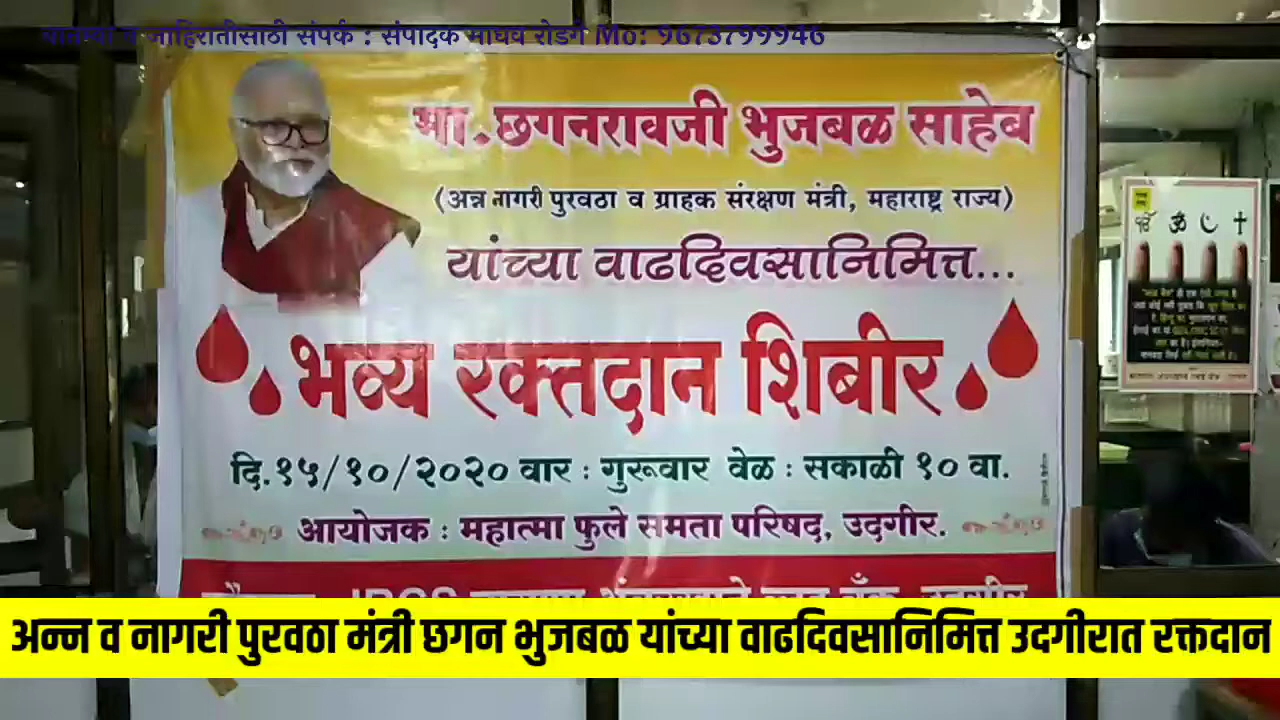 बातम्या व जाहिरातीसाठी संपर्क : संपादक माधव रोडगे Mo: 9673799946
मा.छगनरावजी भुजबळ साहेब
(अन्न नागरी पुरवठा व ग्राहक संरक्षण मंत्री, महाराष्ट्र राज्य)
यांच्या वाढदिवसानिमित्त...
भव्य रक्तदान शिबीर
दि.१५/१०/२०२० वार : गुरूवार वेळ : सकाळी १० वा.
आयोजक : महात्मा फुले समता परिषद, उदगीर.
अन्न व नागरी पुरवठा मंत्री छगन भुजबळ यांच्या वाढदिवसानिमित्त उदगीरात रक्तदान